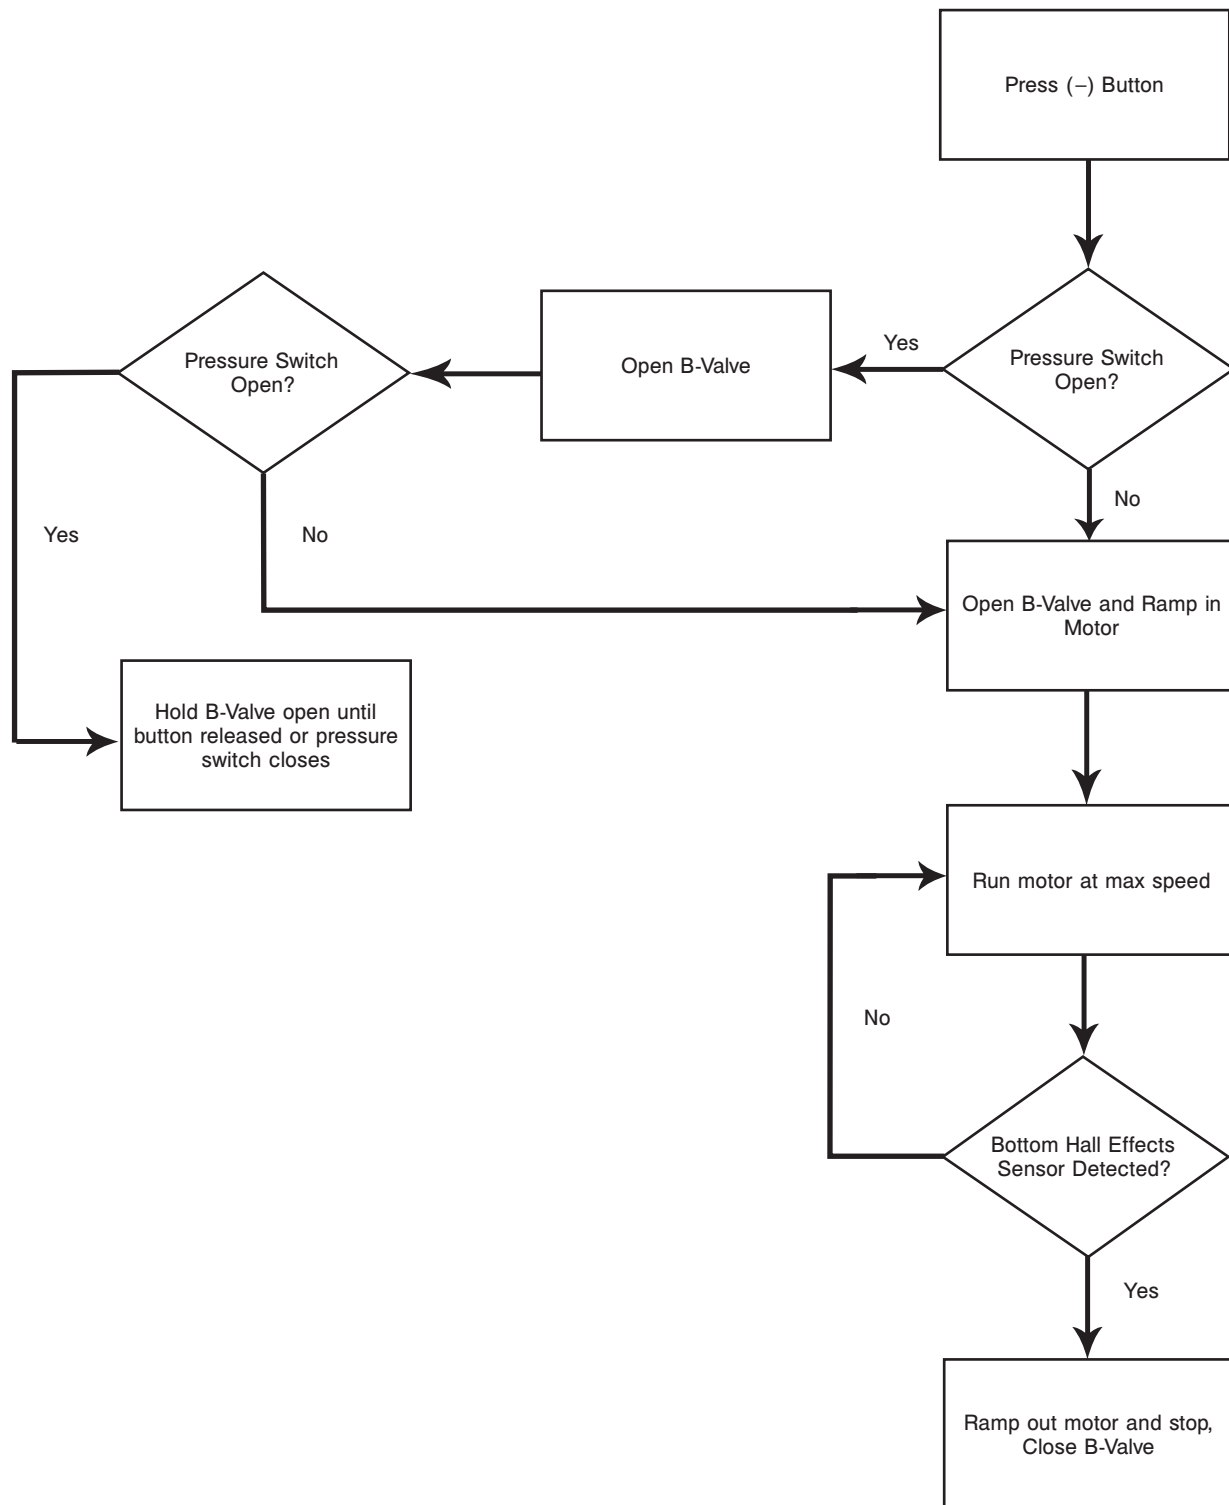 Press (–) Button
Pressure Switch
Open?
Yes
Open B-Valve
Pressure Switch
Open?
No
Yes
No
Open B-Valve and Ramp in
Motor
Hold B-Valve open until
button released or pressure
switch closes
Run motor at max speed
No
Bottom Hall Effects
Sensor Detected?
Yes
Ramp out motor and stop,
Close B-Valve